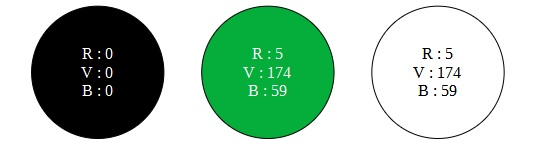 R : 0
V : 0
B : 0
R : 5
V : 174
B : 59
R : 5
V : 174
B : 59